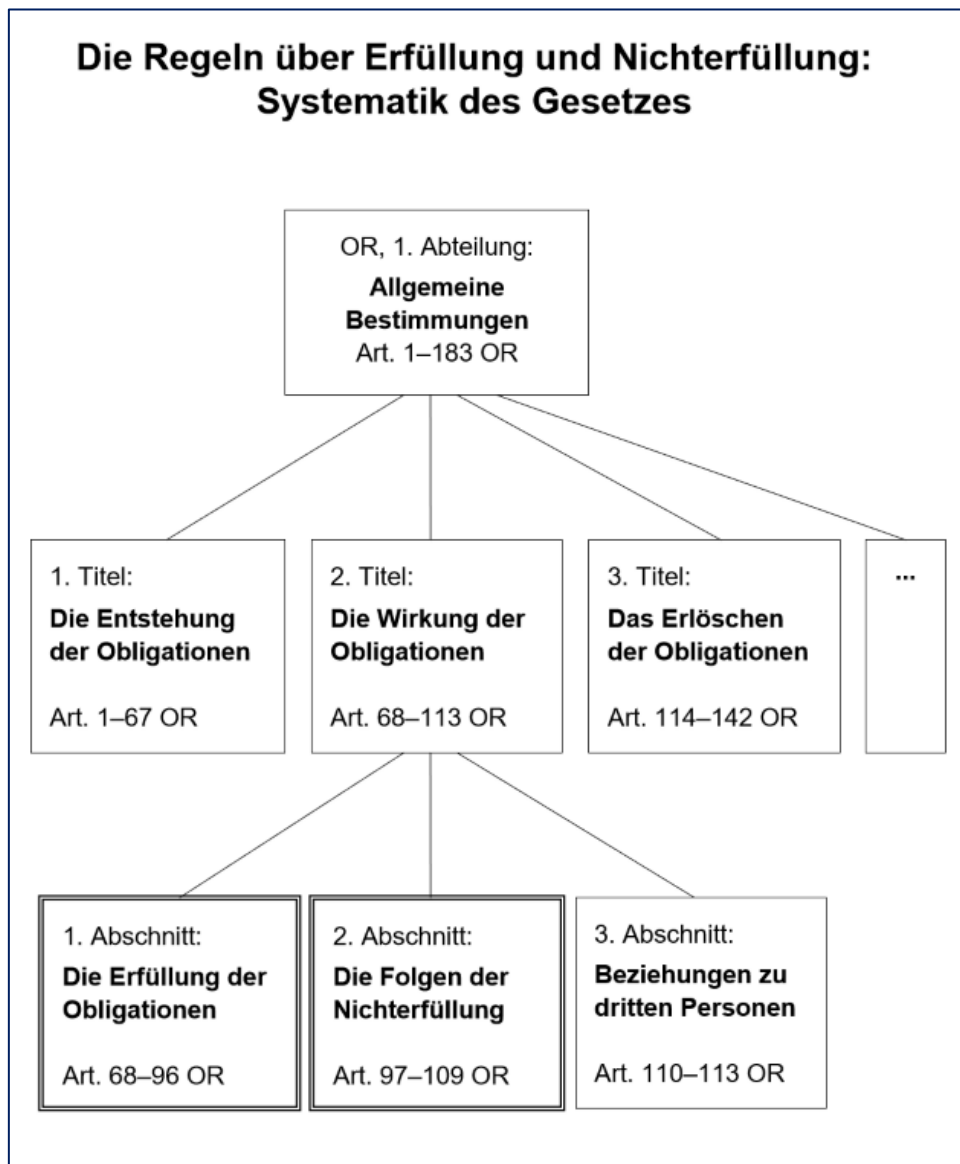 Die Regeln über Erfüllung und Nichterfüllung:
Systematik des Gesetzes
OR, 1. Abteilung:
Allgemeine
Bestimmungen
Art. 1–183 OR
1. Titel:
Die Entstehung
der Obligationen
Art. 1–67 OR
2. Titel:
Die Wirkung der
Obligationen
Art. 68–113 OR
3. Titel:
Das Erlöschen
der Obligationen
Art. 114–142 OR
...
1. Abschnitt:
Die Erfüllung der
Obligationen
Art. 68–96 OR
2. Abschnitt:
Die Folgen der
Nichterfüllung
Art. 97–109 OR
3. Abschnitt:
Beziehungen zu
dritten Personen
Art. 110–113 OR